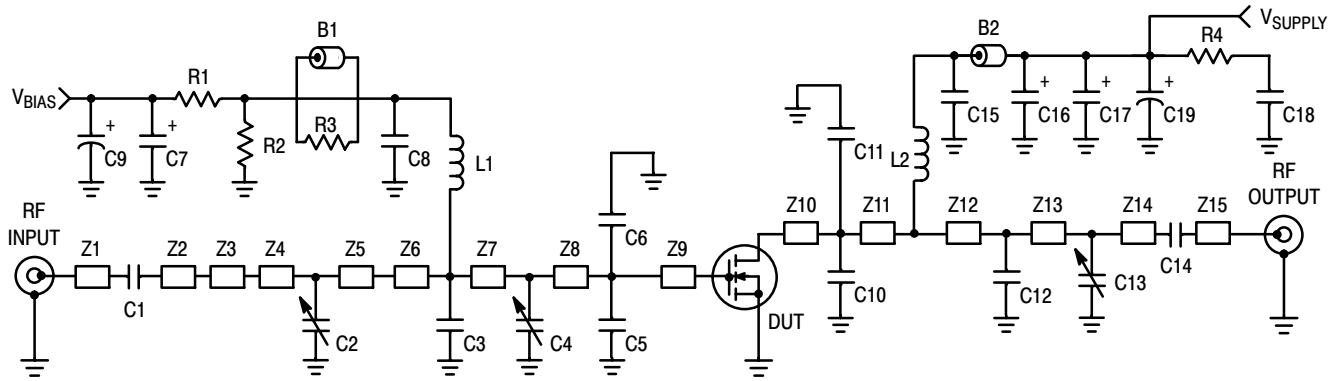 V_SUPPLY
B2
R4
B1
R1
V_BIAS
+
+
+
+
+
R3
R2
C9
C7
C8
L1
C15
C16
C17
C19
C18
C11
L2
C6
RF
INPUT
RF
OUTPUT
Z10
Z11
Z12
Z13
Z14
Z15
Z1
Z2
Z3
Z4
Z5
Z6
Z7
Z8
Z9
C14
C1
C10
C12
C13
DUT
C2
C3
C4
C5